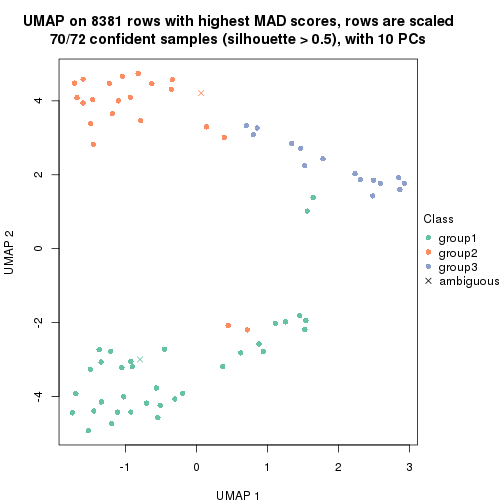 UMAP on 8381 rows with highest MAD scores, rows are scaled
70/72 confident samples (silhouette > 0.5), with 10 PCs
4
2
0
-2
-4
UMAP 2
-1
0
1
2
3
UMAP 1
Class
group1
group2
group3
ambiguous